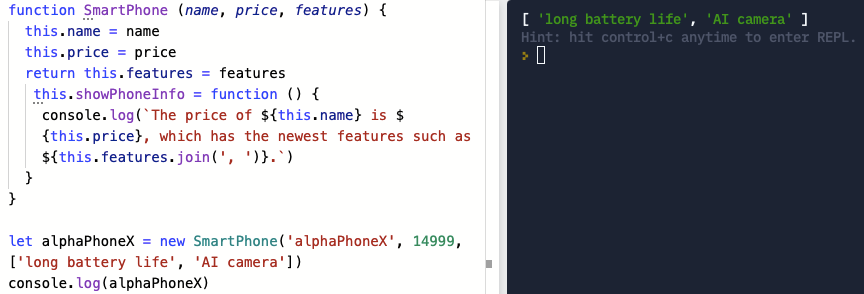 function SmartPhone (name, price, features) {
this.name = name
this.price = price
return this.features = features
this.showPhoneInfo = function () {
console.log(`The price of ${this.name} is $
{this.price}, which has the newest features such as
${this.features.join(', ')}.`)
}
}
let alphaPhoneX = new SmartPhone('alphaPhoneX', 14999,
['long battery life', 'AI camera'])
console.log(alphaPhoneX)
[ 'long battery life', 'AI camera' ]
Hint: hit control+c anytime to enter REPL.
>